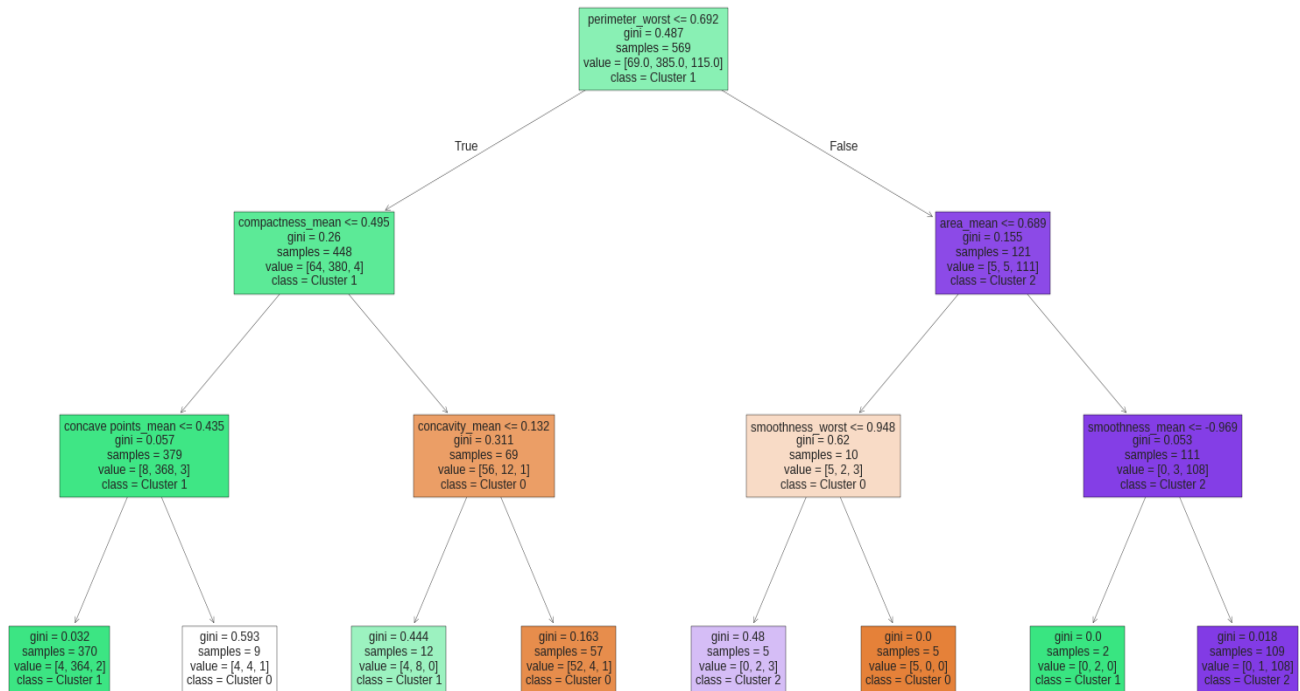 perimeter_worst <= 0.692
gini = 0.487
samples = 569
value = [69.0, 385.0, 115.0]
class = Cluster 1
True
False
compactness_mean <= 0.495
gini = 0.26
samples = 448
value = [64, 380, 4]
class = Cluster 1
area_mean <= 0.689
gini = 0.155
samples = 121
value = [5, 5, 111]
class = Cluster 2
concave points_mean <= 0.435
gini = 0.057
samples = 379
value = [8, 368, 3]
class = Cluster 1
concavity_mean <= 0.132
gini = 0.311
samples = 69
value = [56, 12, 1]
class = Cluster 0
smoothness_worst <= 0.948
gini = 0.62
samples = 10
value = [5, 2, 3]
class = Cluster 0
smoothness_mean <= -0.969
gini = 0.053
samples = 111
value = [0, 3, 108]
class = Cluster 2
gini = 0.032
samples = 370
value = [4, 364, 2]
class = Cluster 1
gini = 0.593
samples = 9
value = [4, 4, 1]
class = Cluster 0
gini = 0.444
samples = 12
value = [4, 8, 0]
class = Cluster 1
gini = 0.163
samples = 57
value = [52, 4, 1]
class = Cluster 0
gini = 0.48
samples = 5
value = [0, 2, 3]
class = Cluster 2
gini = 0.0
samples = 5
value = [5, 0, 0]
class = Cluster 0
gini = 0.0
samples = 2
value = [0, 2, 0]
class = Cluster 1
gini = 0.018
samples = 109
value = [0, 1, 108]
class = Cluster 2